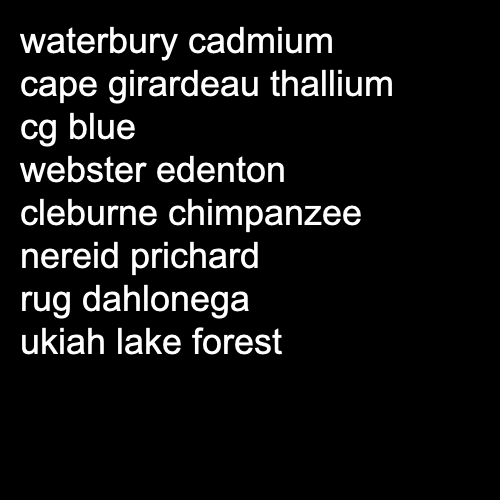 waterbury cadmium
cape girardeau thallium
cg blue
webster edenton
cleburne chimpanzee
nereid prichard
rug dahlonega
ukiah lake forest